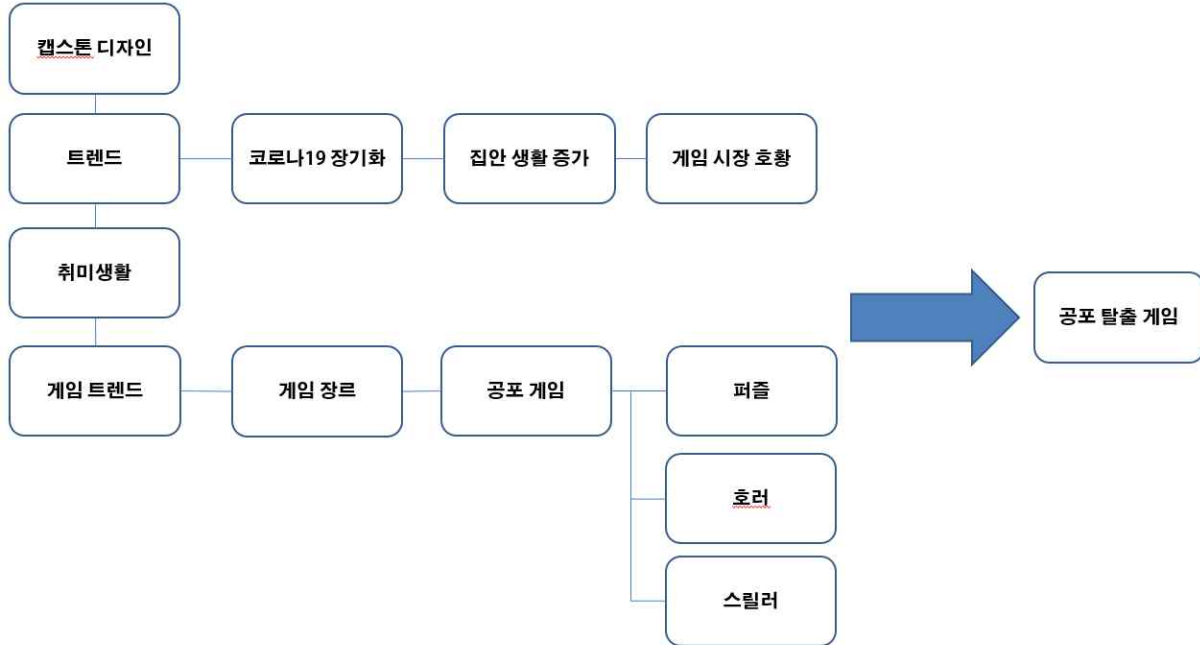 캡스톤 디자인
트렌드
코로나19 장기화
집안 생활 증가
게임 시장 호황
취미생활
공포 탈출 게임
게임 트렌드
게임 장르
공포 게임
퍼즐
호러
스릴러